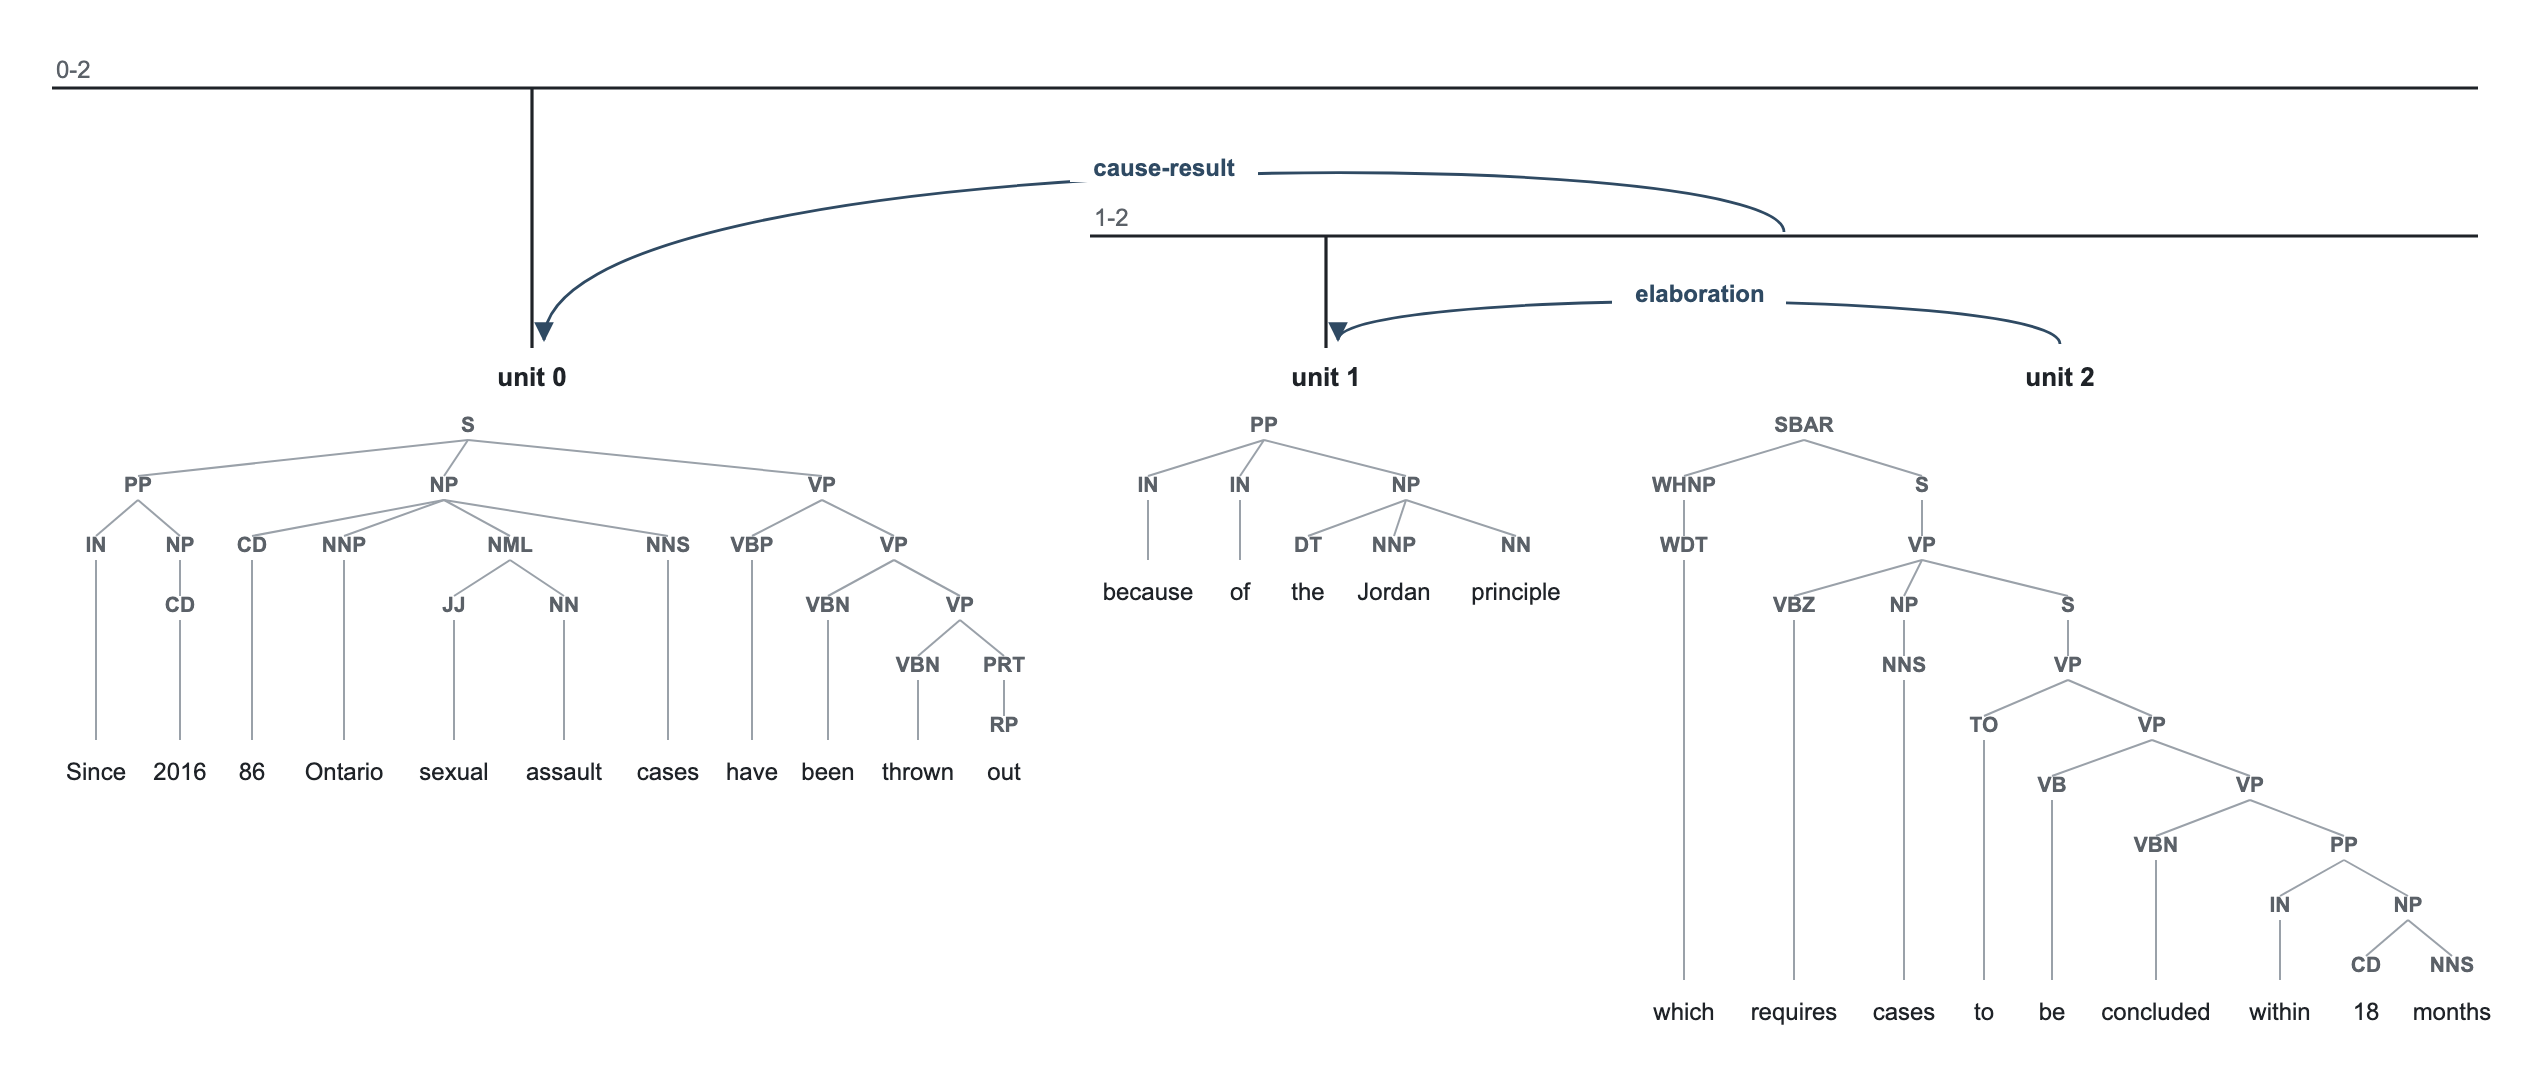 0-2
cause-result
1-2
elaboration
unit 0 unit 1 unit 2
S PP SBAR
PP NP VP IN IN NP WHNP S
IN NP CD NNP NML NNS VBP VP DT NNP NN WDT VP
because of the Jordan principle
CD JJ NN VBN VP VBZ NP S
VBN PRT NNS VP
RP TO VP
Since 2016 86 Ontario sexual assault cases have been thrown out
VB VP
VBN PP
IN NP
CD NNS
which requires cases to be concluded within 18 months